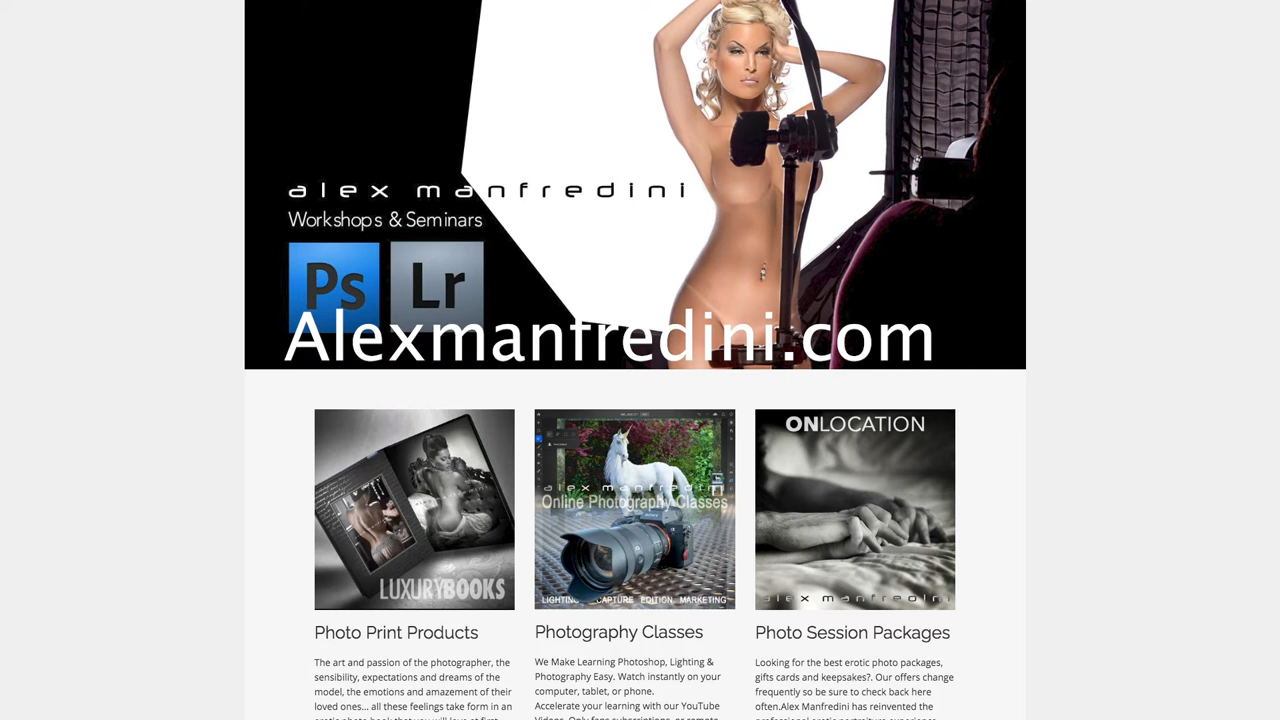 alex manfredini
Workshops & Seminars
Ps Lr
Alexmanfredini.com
LUXURYBOOKS
alex manfredini
Online Photography Classes
LIGHTING CAPTURE EDITION MARKETING
ONLOCATION
alex manfredini
Photo Print Products
The art and passion of the photographer, the
sensibility, expectations and dreams of the
model, the emotions and amazement of their
loved ones... all these feelings take form in an
Photography Classes
We Make Learning Photoshop, Lighting &
Photography Easy. Watch instantly on your
computer, tablet, or phone.
Accelerate your learning with our YouTube
Photo Session Packages
Looking for the best erotic photo packages,
gifts cards and keepsakes?. Our offers change
frequently so be sure to check back here
often.Alex Manfredini has reinvented the